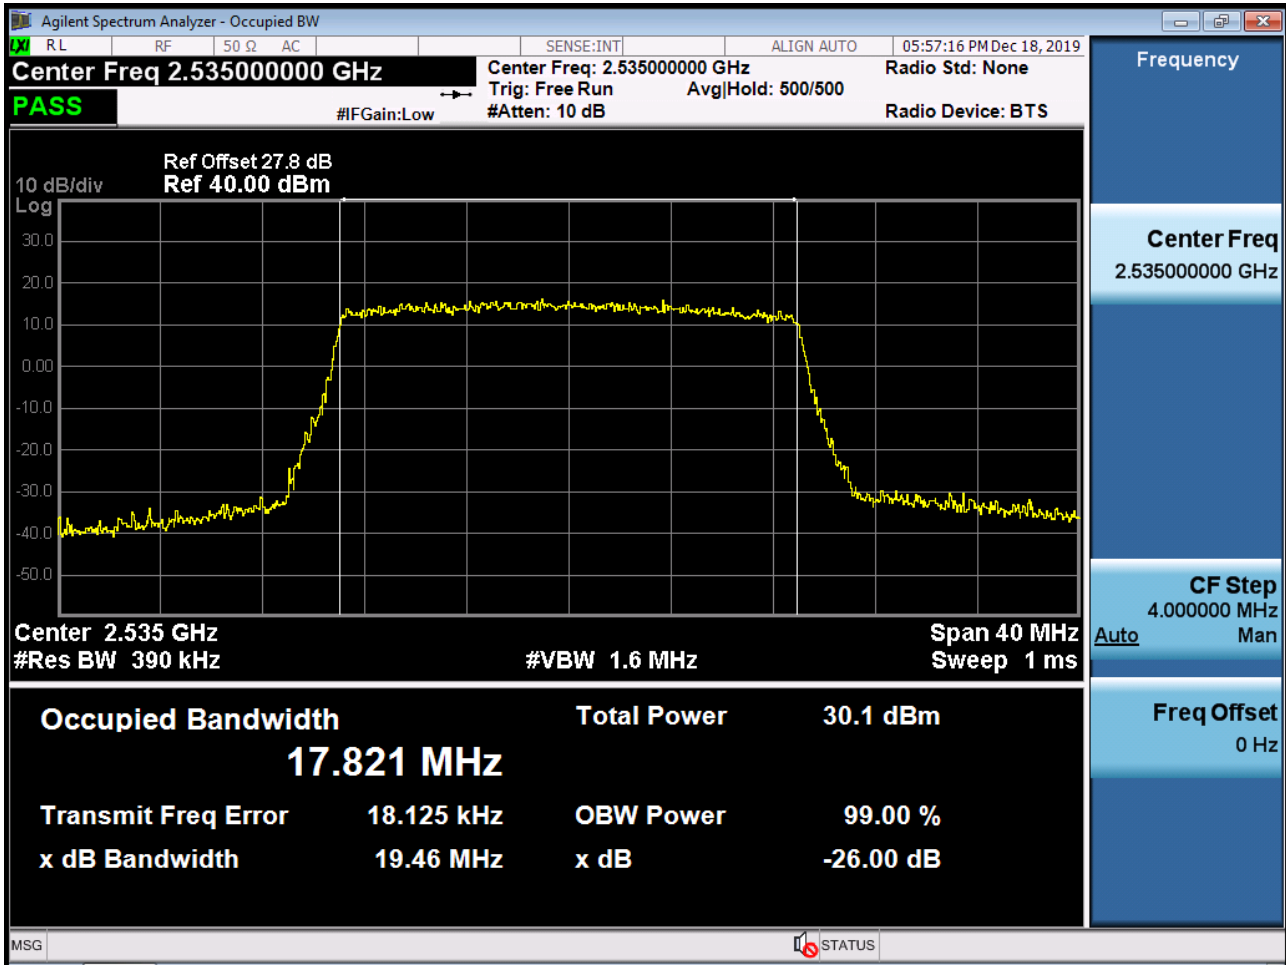 Agilent Spectrum Analyzer - Occupied BW
LXI RL RF 50 Ω AC SENSE:INT ALIGN AUTO 05:57:16 PM Dec 18, 2019
Center Freq 2.535000000 GHz
PASS
#IFGain:Low
Center Freq: 2.535000000 GHz
Trig: Free Run Avg|Hold: 500/500
#Atten: 10 dB
Radio Std: None
Radio Device: BTS
Ref Offset 27.8 dB
10 dB/div Ref 40.00 dBm
Log
30.0
20.0
10.0
0.00
-10.0
-20.0
-30.0
-40.0
-50.0
Center 2.535 GHz Span 40 MHz
#Res BW 390 kHz #VBW 1.6 MHz Sweep 1 ms
Occupied Bandwidth Total Power 30.1 dBm
17.821 MHz
Transmit Freq Error 18.125 kHz OBW Power 99.00 %
x dB Bandwidth 19.46 MHz x dB -26.00 dB
Frequency
Center Freq
2.535000000 GHz
CF Step
4.000000 MHz
Auto Man
Freq Offset
0 Hz
MSG STATUS